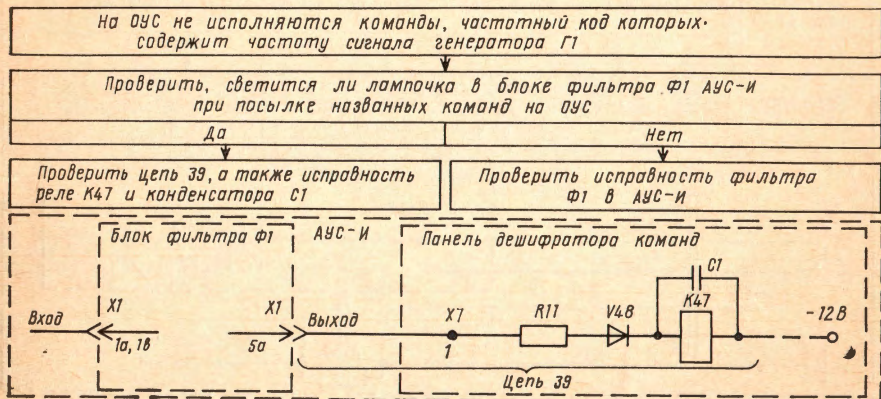 На ОУС не исполняются команды, частотный код которых
содержит частоту сигнала генератора Г1
Проверить, светится ли лампочка в блоке фильтра Ф1 АУС-И
при посылке названных команд на ОУС
Да
Нет
Проверить цепь 39, а также исправность
реле К47 и конденсатора С1
Проверить исправность фильтра
Ф1 в АУС-И
Блок фильтра Ф1
АУС-И
Панель дешифратора команд
С1
Вход
Х1
Х1
Выход
Х7
R11
V48
К47
-12В
1а, 1в
5а
1
Цепь 39